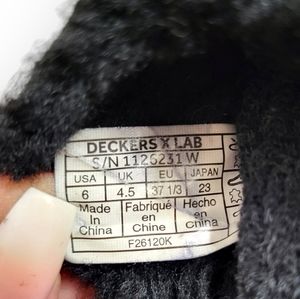 DECKERS X LAB
S/N 1126231 W
USA UK EU JAPAN
6 4.5 37 1/3 23
Made Fabriqué Hecho
In en en
China Chine China
F26120K